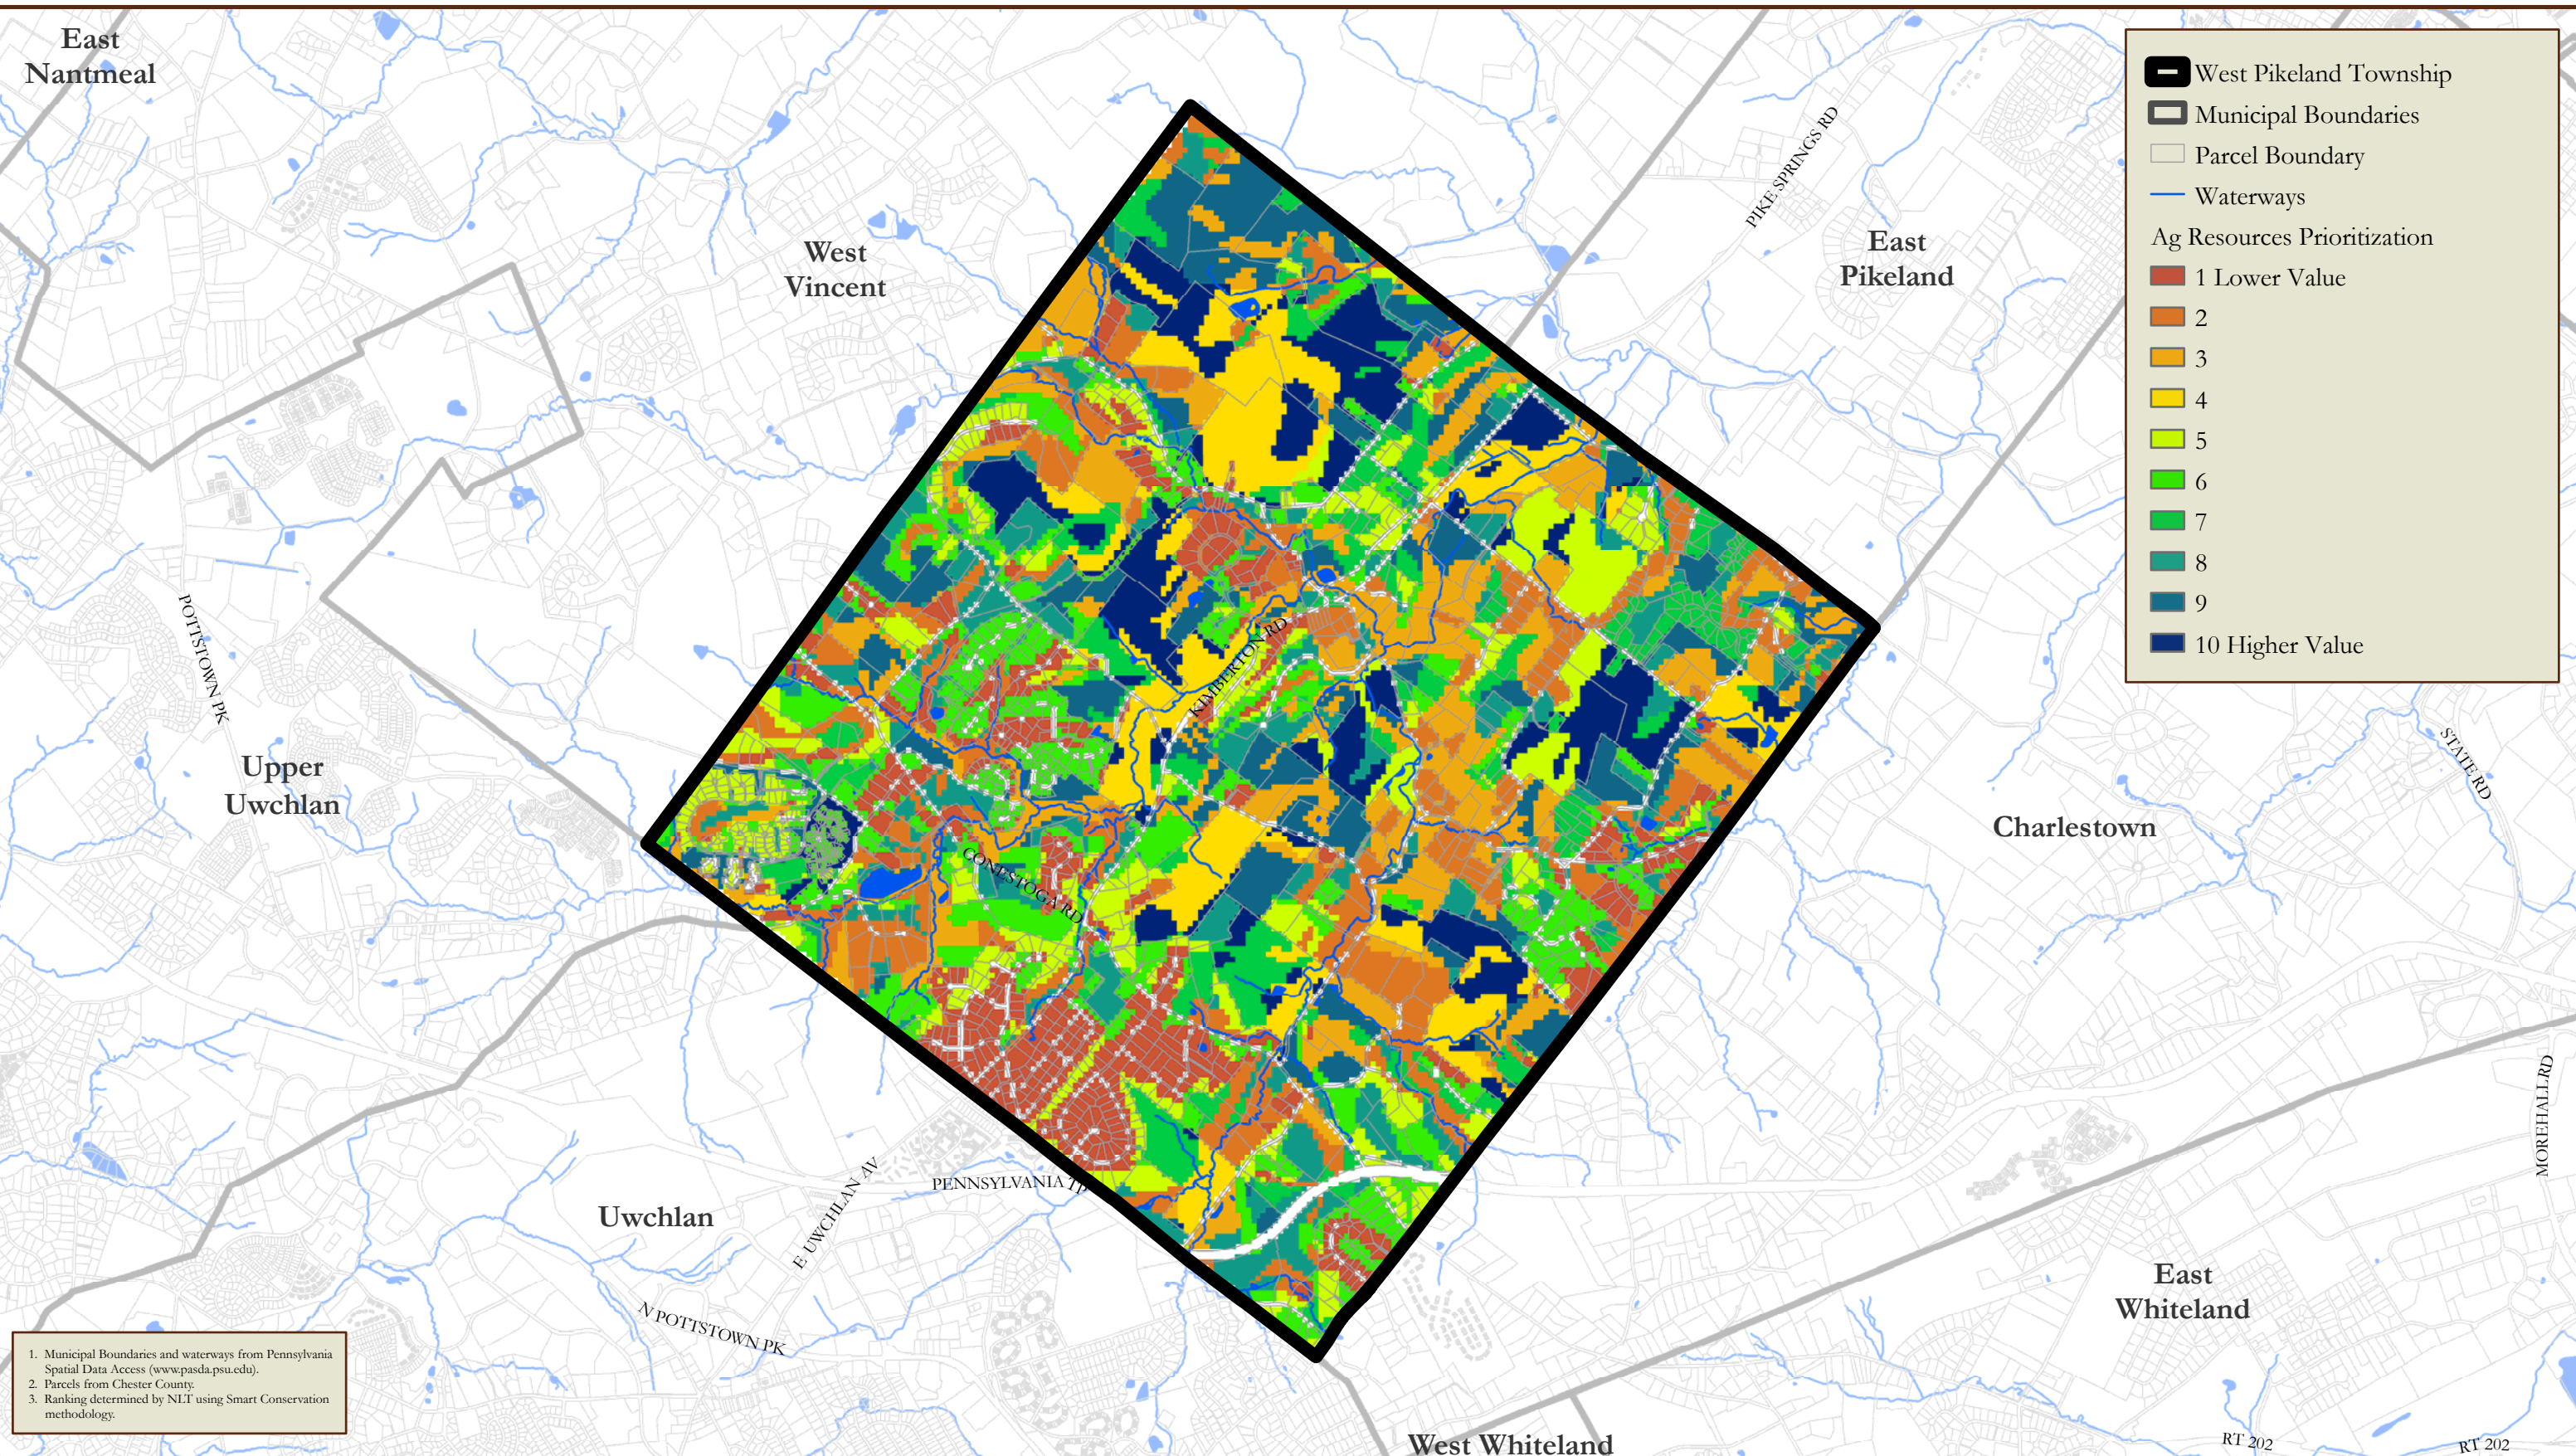 East
Nantmeal
West
Vincent
PIKE SPRINGS RD
East
Pikeland
West Pikeland Township
Municipal Boundaries
Parcel Boundary
Waterways
Ag Resources Prioritization
1 Lower Value
2
3
4
5
6
7
8
9
10 Higher Value
POTTSTOWN PK
KIMBERTON RD
Upper
Uwchlan
STATE RD
Charlestown
CONESTOGA RD
MOREHALL RD
E UWCHLAN AV
PENNSYLVANIA TP
Uwchlan
N POTTSTOWN PK
East
Whiteland
1. Municipal Boundaries and waterways from Pennsylvania
Spatial Data Access (www.pasda.psu.edu).
2. Parcels from Chester County.
3. Ranking determined by NLT using Smart Conservation
methodology.
West Whiteland
RT 202
RT 202